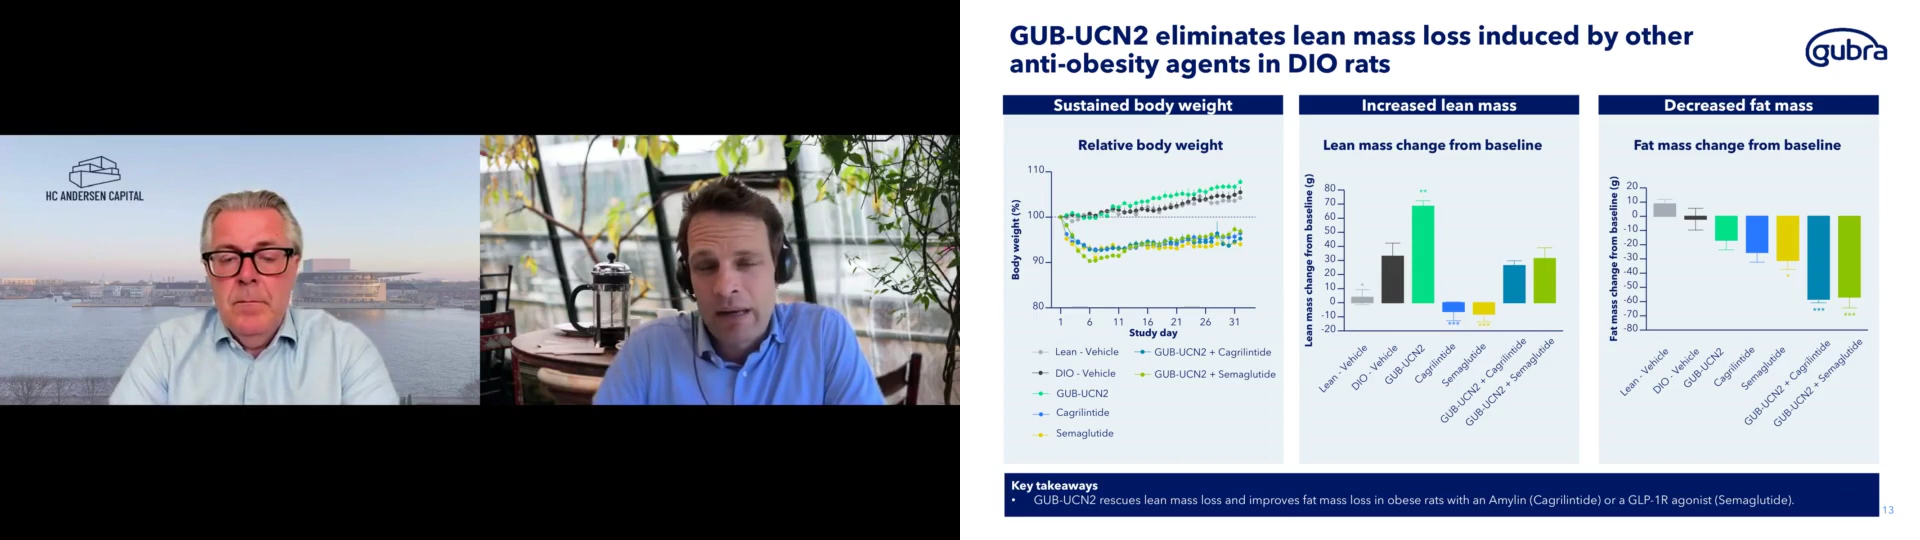 HC ANDERSEN CAPITAL
GUB-UCN2 eliminates lean mass loss induced by other
anti-obesity agents in DIO rats
gubra
Sustained body weight
Relative body weight
Body weight (%)
110
100
90
80
1 6 11 16 21 26 31
Study day
Lean - Vehicle
DIO - Vehicle
GUB-UCN2
Cagrilintide
Semaglutide
GUB-UCN2 + Cagrilintide
GUB-UCN2 + Semaglutide
Increased lean mass
Lean mass change from baseline
Lean mass change from baseline (g)
80
70
60
50
40
30
20
10
0
-10
-20
*
**
***
***
Lean - Vehicle
DIO - Vehicle
GUB-UCN2
Cagrilintide
Semaglutide
GUB-UCN2 + Cagrilintide
GUB-UCN2 + Semaglutide
Decreased fat mass
Fat mass change from baseline
Fat mass change from baseline (g)
20
10
0
-10
-20
-30
-40
-50
-60
-70
-80
*
***
***
Lean - Vehicle
DIO - Vehicle
GUB-UCN2
Cagrilintide
Semaglutide
GUB-UCN2 + Cagrilintide
GUB-UCN2 + Semaglutide
Key takeaways
• GUB-UCN2 rescues lean mass loss and improves fat mass loss in obese rats with an Amylin (Cagrilintide) or a GLP-1R agonist (Semaglutide).
13